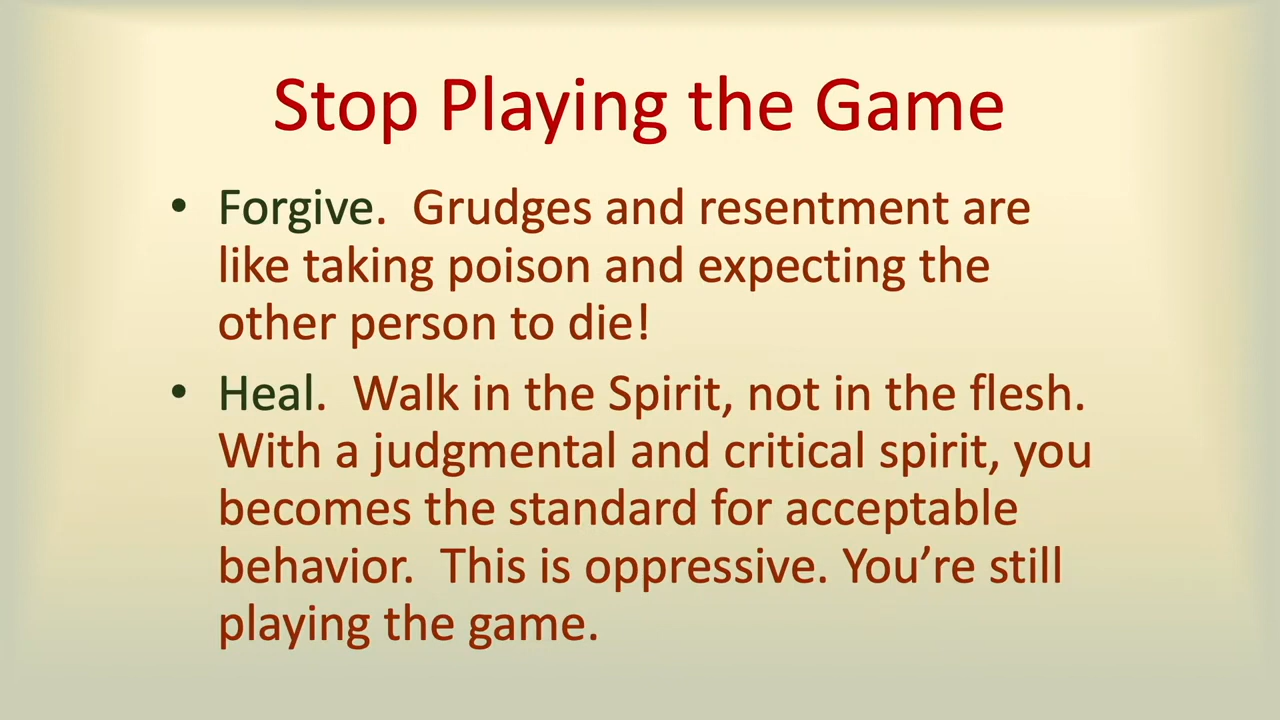 Stop Playing the Game
• Forgive.  Grudges and resentment are
like taking poison and expecting the
other person to die!
• Heal.  Walk in the Spirit, not in the flesh.
With a judgmental and critical spirit, you
becomes the standard for acceptable
behavior.  This is oppressive. You’re still
playing the game.